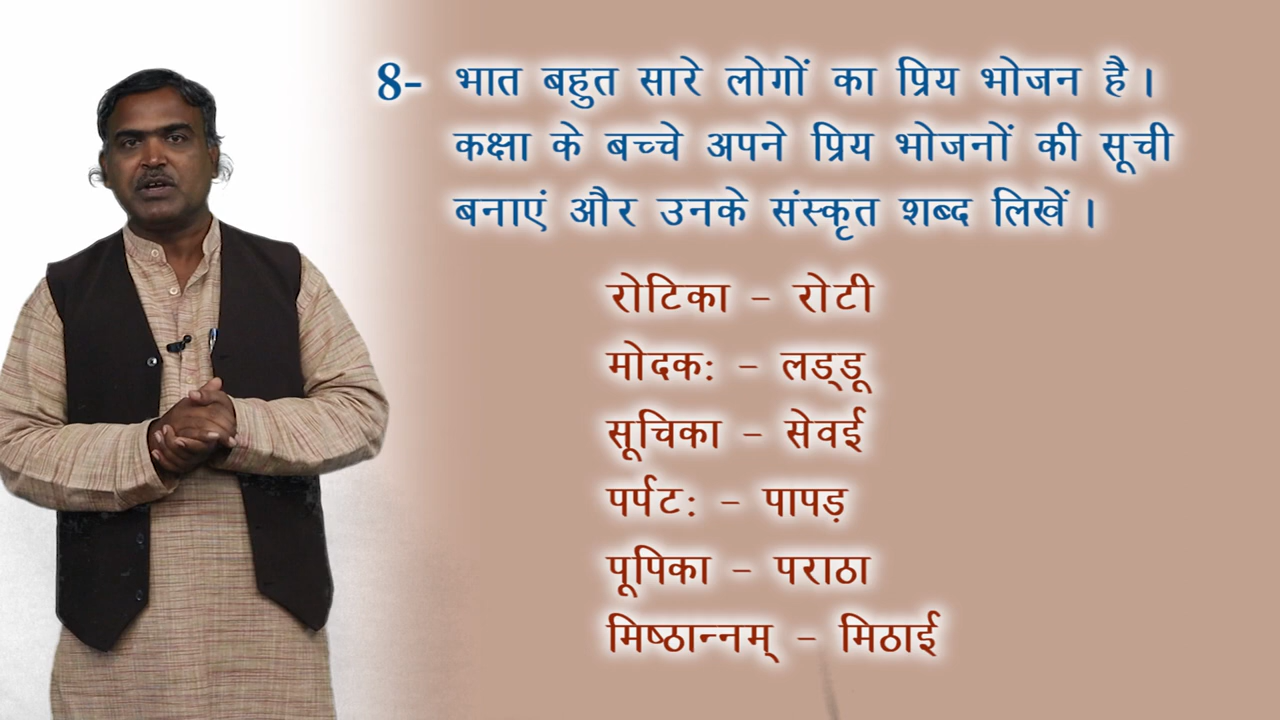 8- भात बहुत सारे लोगों का प्रिय भोजन है।
कक्षा के बच्चे अपने प्रिय भोजनों की सूची
बनाएं और उनके संस्कृत शब्द लिखें।
रोटिका – रोटी
मोदक: – लड्डू
सूचिका – सेवई
पर्पट: – पापड़
पूपिका – पराठा
मिष्ठान्नम् – मिठाई